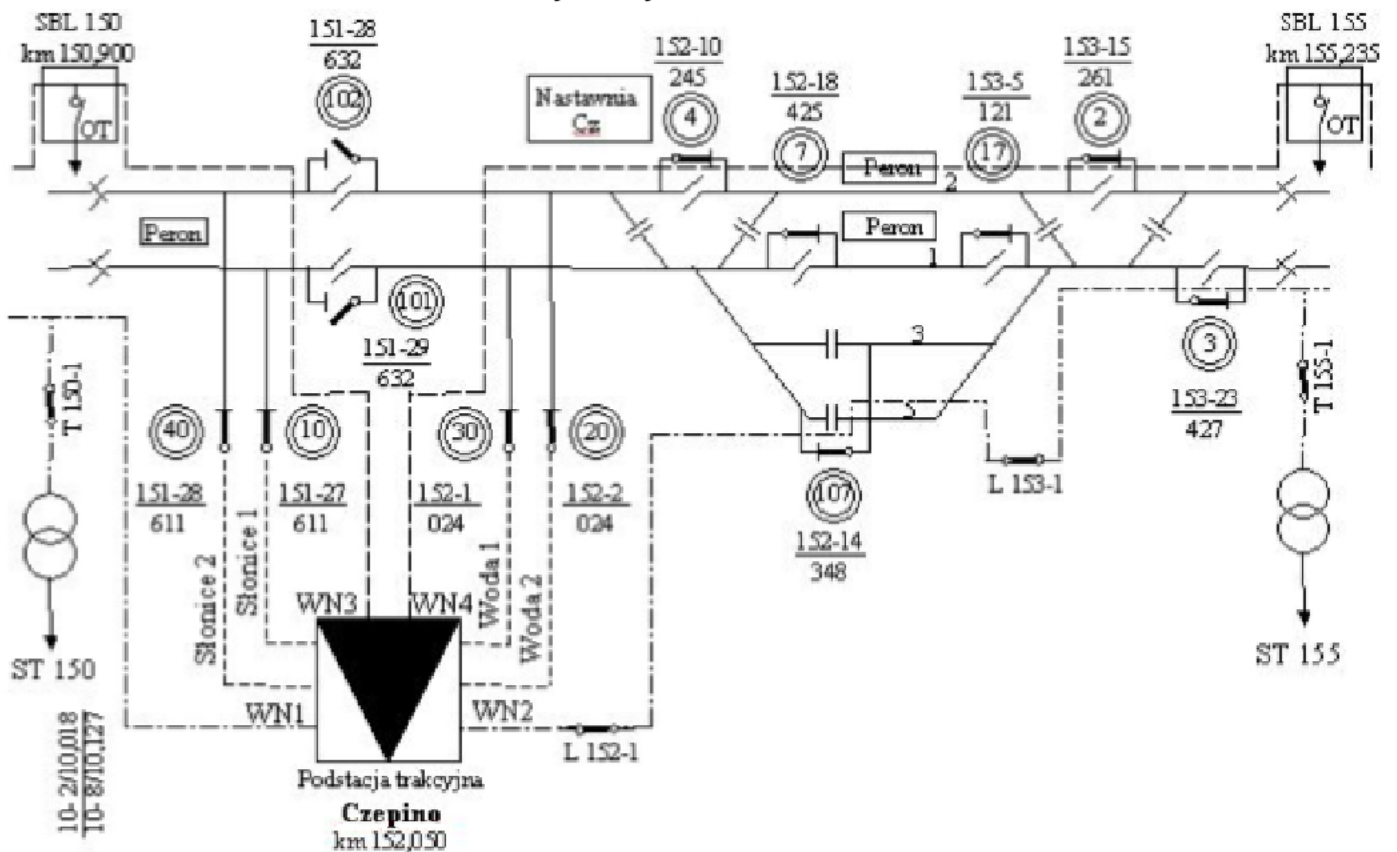 SBL 150
km 150,900
OT
151-28
632
102
Nastawnia
Cz
152-10
245
4
152-18
425
7
153-5
121
17
153-15
261
2
SBL 155
km 155,235
OT
Peron
2
Peron
Peron
1
101
151-29
632
3
3
153-23
427
T 150-1
T 155-1
40
10
30
20
5
151-28
611
151-27
611
152-1
024
152-2
024
L 153-1
107
152-14
348
Słonice 2
Słonice 1
Woda 1
Woda 2
WN3
WN4
ST 150
ST 155
WN1
WN2
L 152-1
10- 2/10,018
10- 8/10,127
Podstacja trakcyjna
Czepino
km 152,050